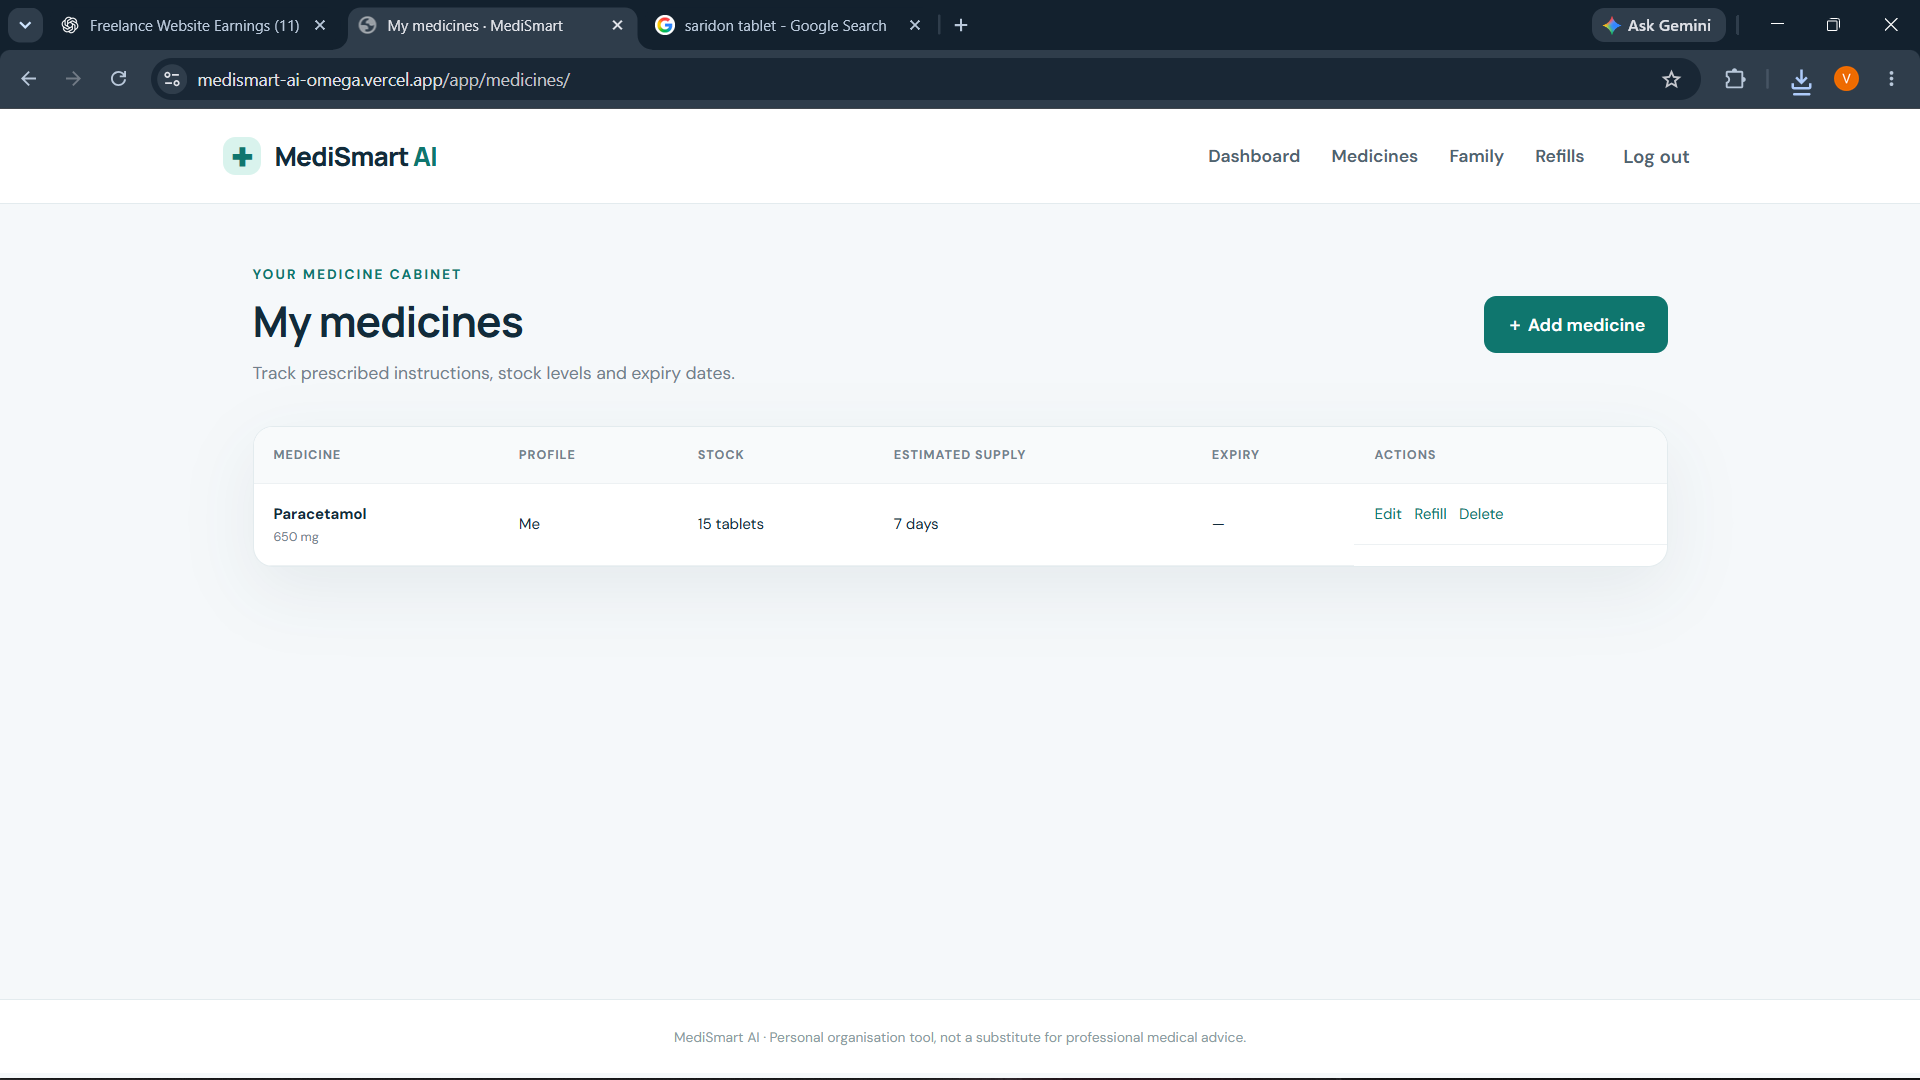 Freelance Website Earnings (11)
My medicines · MediSmart
saridon tablet - Google Search
Ask Gemini
medismart-ai-omega.vercel.app/app/medicines/
V
MediSmart AI
Dashboard
Medicines
Family
Refills
Log out
YOUR MEDICINE CABINET
My medicines
Track prescribed instructions, stock levels and expiry dates.
+ Add medicine
MEDICINE
PROFILE
STOCK
ESTIMATED SUPPLY
EXPIRY
ACTIONS
Paracetamol
650 mg
Me
15 tablets
7 days
—
Edit
Refill
Delete
MediSmart AI · Personal organisation tool, not a substitute for professional medical advice.